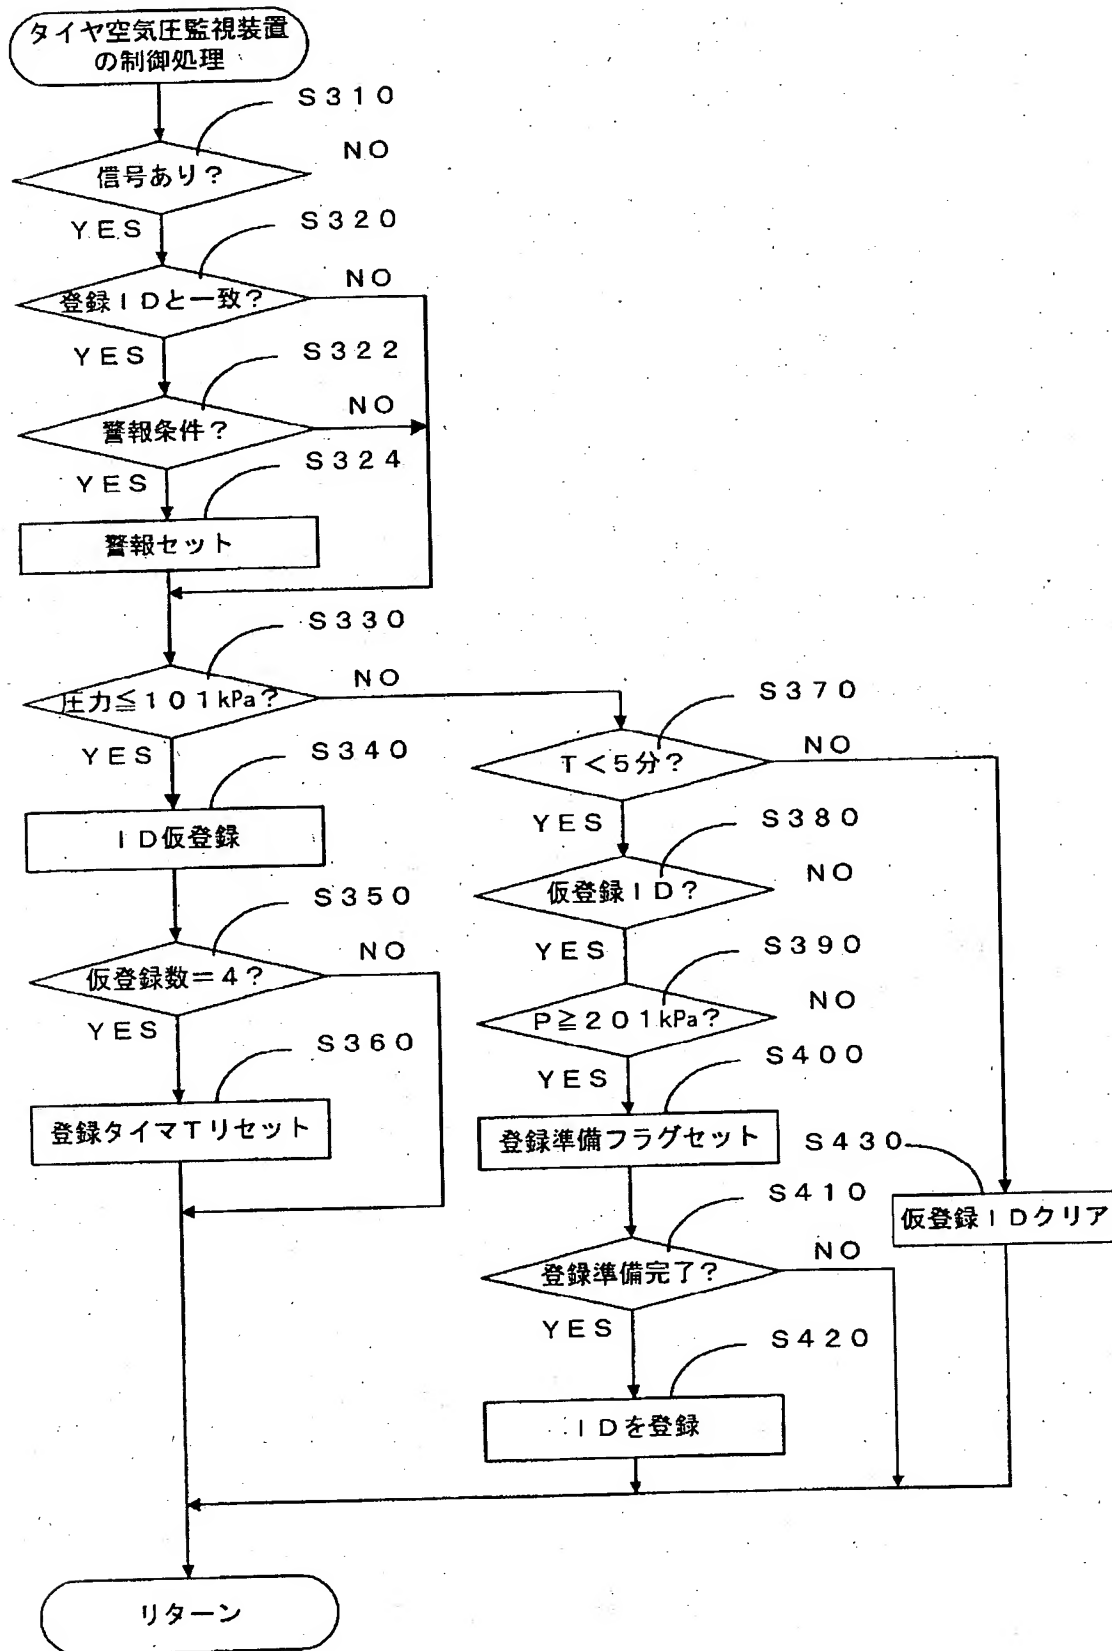 タイヤ空気圧監視装置
の制御処理
S310
信号あり?
NO
YES
S320
登録IDと一致?
NO
YES
S322
警報条件?
NO
YES
S324
警報セット
S330
圧力≦101kPa?
NO
YES
S340
ID仮登録
S350
仮登録数=4?
NO
YES
S360
登録タイマTリセット
S370
T<5分?
NO
YES
S380
仮登録ID?
NO
YES
S390
P≧201kPa?
NO
YES
S400
登録準備フラグセット
S430
仮登録IDクリア
S410
登録準備完了?
NO
YES
S420
IDを登録
リターン